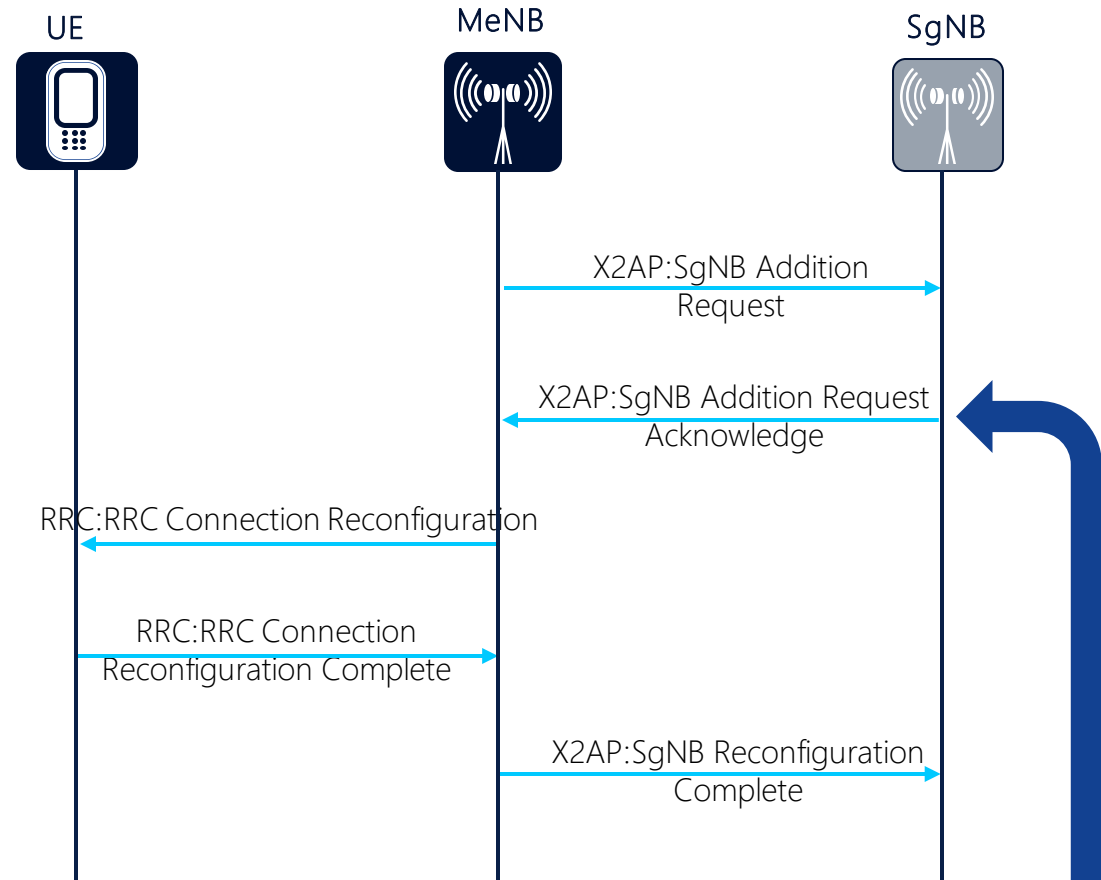 UE
MeNB
SgNB
X2AP:SgNB Addition
Request
X2AP:SgNB Addition Request
Acknowledge
RRC:RRC Connection Reconfiguration
RRC:RRC Connection
Reconfiguration Complete
X2AP:SgNB Reconfiguration
Complete